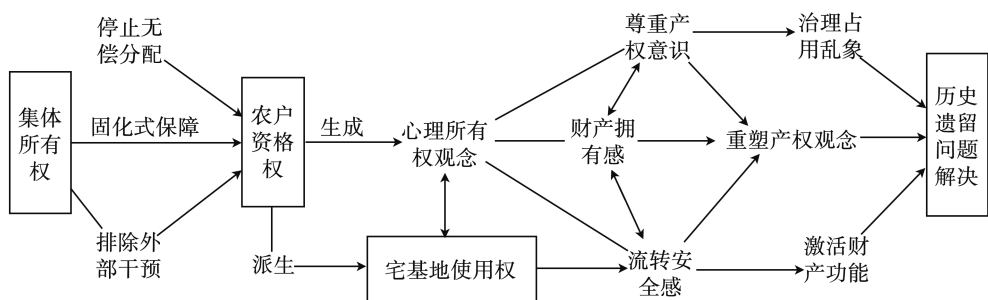 集体
所有
权
停止无
偿分配
固化式保障
排除外
部干预
农户
资格
权
生成
派生
心理所有
权观念
宅基地使用权
尊重产
权意识
财产拥
有感
流转安
全感
治理占
用乱象
重塑产权观念
激活财
产功能
历史
遗留
问题
解决